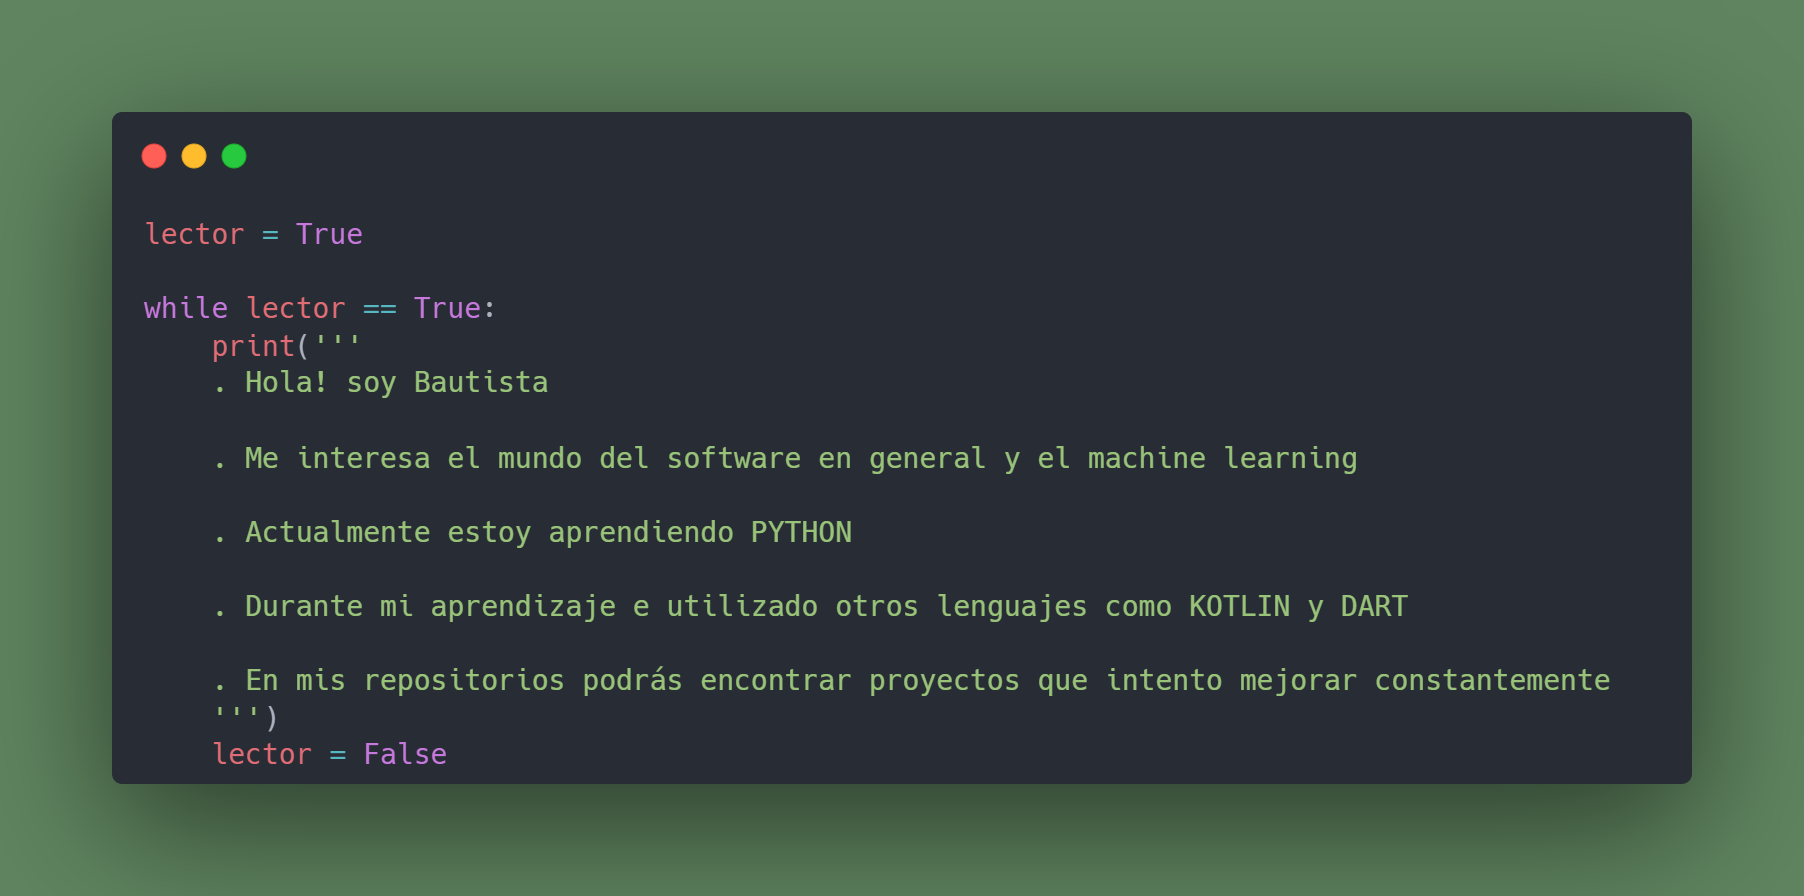 lector = True
while lector == True:
    print('''
    . Hola! soy Bautista
    . Me interesa el mundo del software en general y el machine learning
    . Actualmente estoy aprendiendo PYTHON
    . Durante mi aprendizaje e utilizado otros lenguajes como KOTLIN y DART
    . En mis repositorios podrás encontrar proyectos que intento mejorar constantemente
    ''')
    lector = False